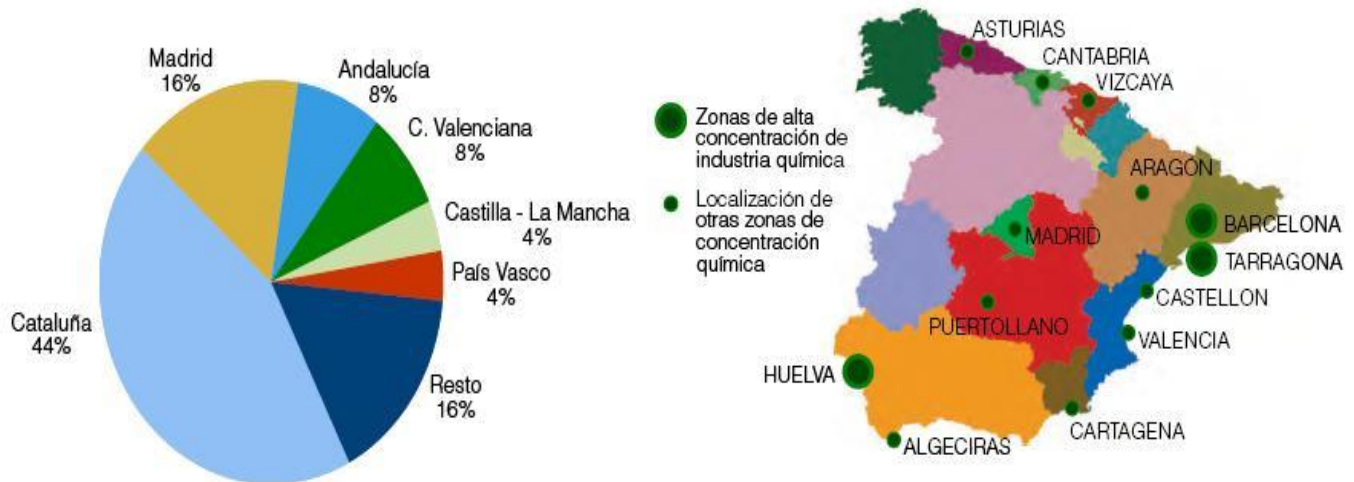 Madrid
16%
Andalucía
8%
C. Valenciana
8%
Castilla - La Mancha
4%
País Vasco
4%
Resto
16%
Cataluña
44%
Zonas de alta
concentración de
industria química
Localización de
otras zonas de
concentración
química
ASTURIAS
CANTABRIA
VIZCAYA
ARAGÓN
BARCELONA
MADRID
TARRAGONA
CASTELLON
PUERTOLLANO
VALENCIA
HUELVA
CARTAGENA
ALGECIRAS